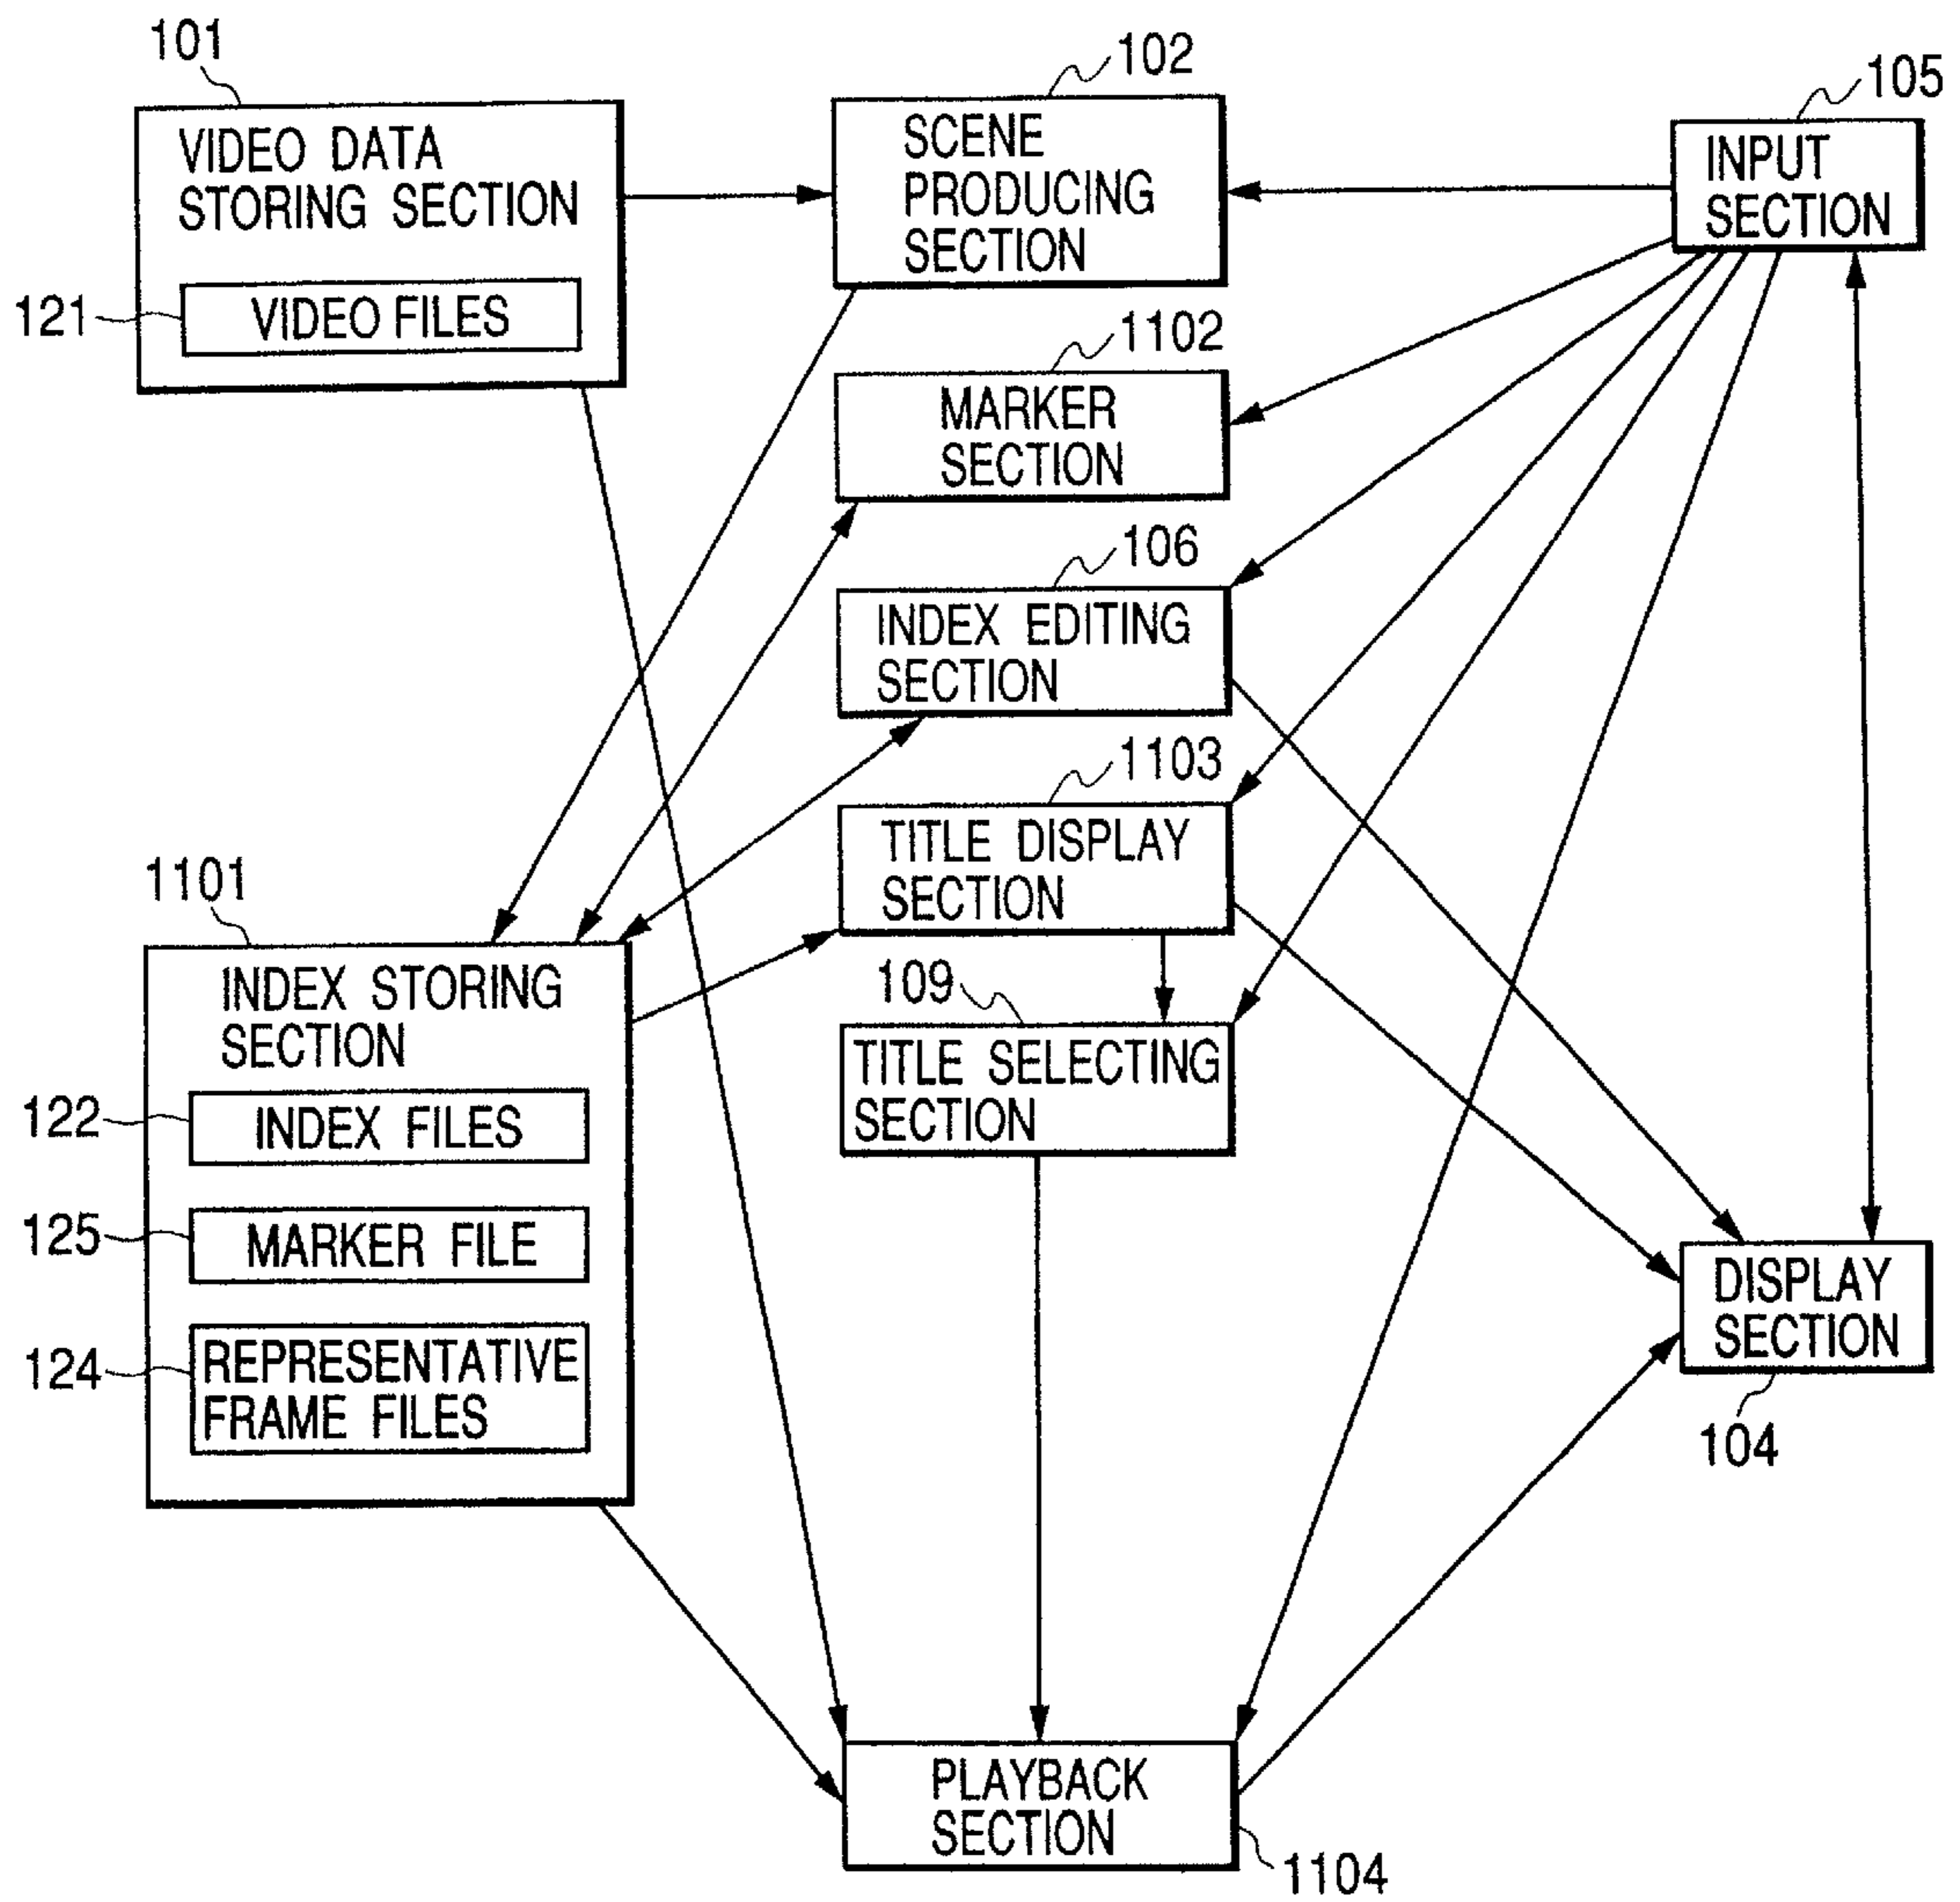 101
VIDEO DATA
STORING SECTION
121
VIDEO FILES
102
SCENE
PRODUCING
SECTION
105
INPUT
SECTION
1102
MARKER
SECTION
106
INDEX EDITING
SECTION
1103
TITLE DISPLAY
SECTION
109
TITLE SELECTING
SECTION
1101
INDEX STORING
SECTION
122
INDEX FILES
125
MARKER FILE
124
REPRESENTATIVE
FRAME FILES
DISPLAY
SECTION
104
PLAYBACK
SECTION
1104